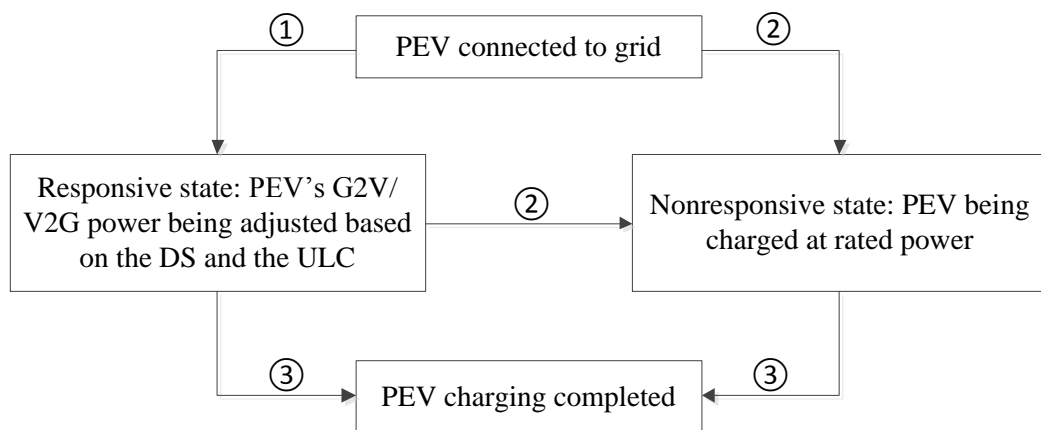 ①
PEV connected to grid
②
Responsive state: PEV’s G2V/
V2G power being adjusted based
on the DS and the ULC
②
Nonresponsive state: PEV being
charged at rated power
③
PEV charging completed
③